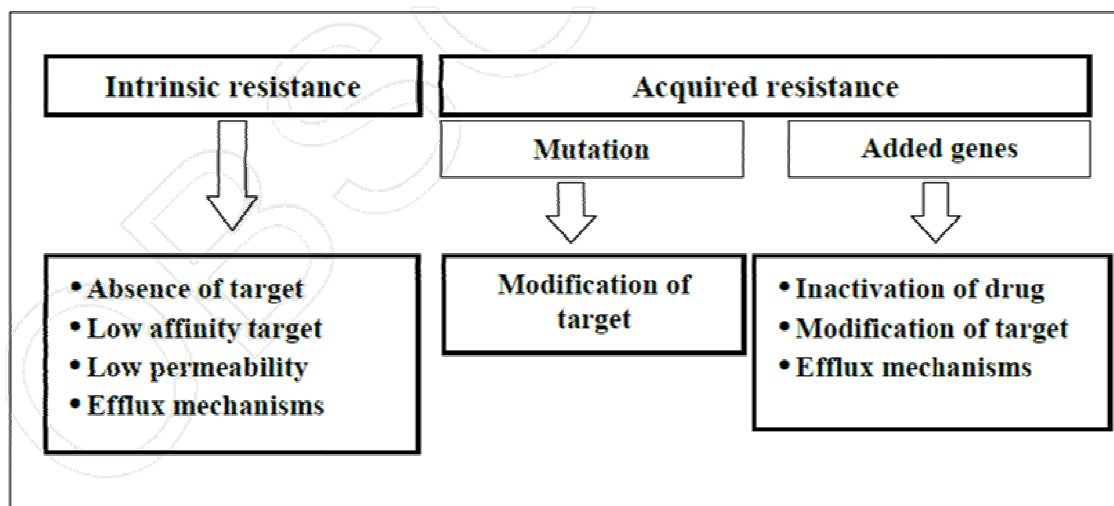 Intrinsic resistance
Acquired resistance
Mutation
Added genes
• Absence of target
• Low affinity target
• Low permeability
• Efflux mechanisms
Modification of
target
• Inactivation of drug
• Modification of target
• Efflux mechanisms